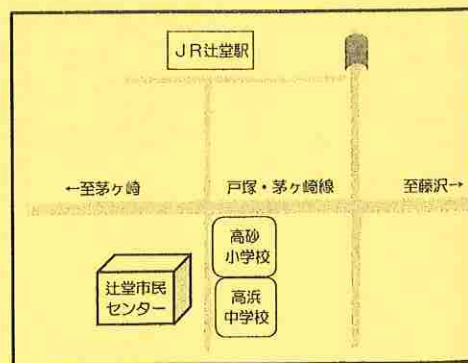 JR辻堂駅
←至茅ヶ崎
戸塚・茅ヶ崎線
至藤沢→
高砂
小学校
辻堂市民
センター
高浜
中学校